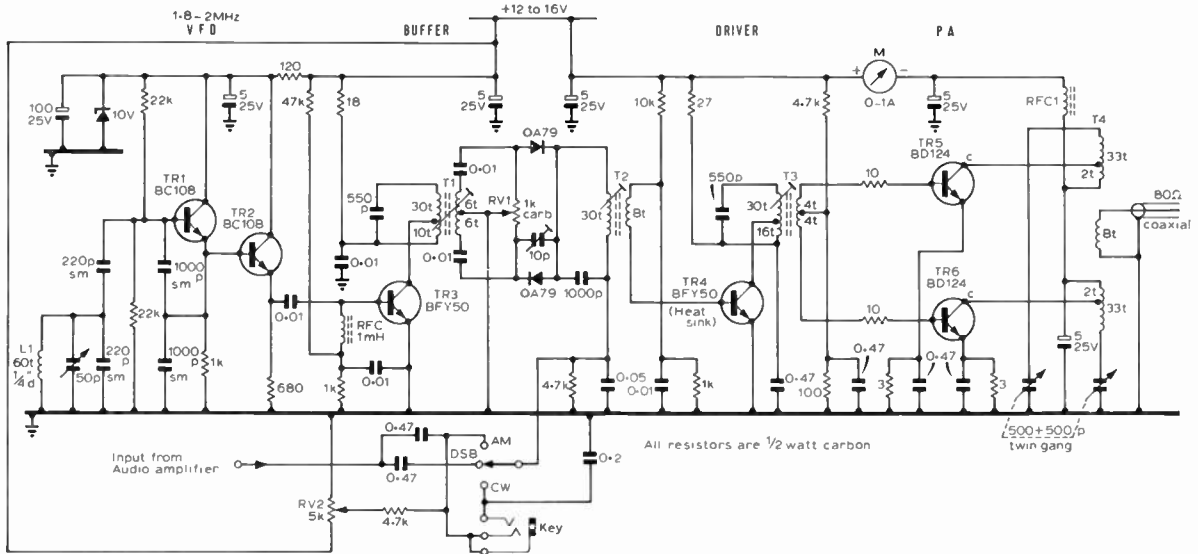 1·8-2MHz
VFO
BUFFER
+12 to 16V
DRIVER
PA
M
+
-
0-1A
120
22k
100
25V
10V
5
25V
47k
18
5
25V
5
25V
10k
27
4.7k
5
25V
RFC1
T4
33t
2t
TR1
BC108
TR2
BC108
550
p
30t
10t
T1
6t
6t
0·01
0·01
0·01
RV1
1k
carb
10p
OA79
OA79
1000p
T2
30t
8t
550p
T3
30t
16t
4t
4t
10
10
TR5
BD124
c
TR6
BD124
c
80Ω
coaxial
8t
2t
33t
220p
sm
1000
p
sm
22k
220
p
sm
1000
p
sm
1k
L1
60t
1/4"d
50p
0·01
680
RFC
1mH
TR3
BFY50
1k
0·01
TR4
BFY50
(Heat
sink)
4.7k
0·05
0·01
1k
0·47
100
0·47
3
0·47
3
5
25V
500+500p
twin gang
Input from
Audio amplifier
0·47
0·47
AM
DSB
CW
0·2
All resistors are 1/2 watt carbon
RV2
5k
4.7k
Key